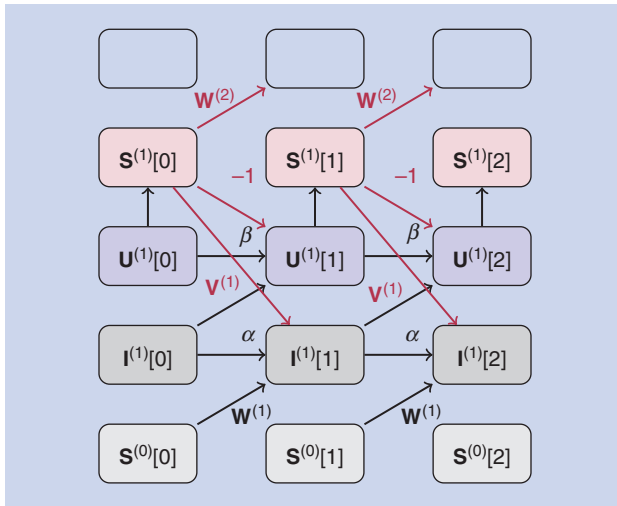 W⁽²⁾ W⁽²⁾
S⁽¹⁾[0] S⁽¹⁾[1] S⁽¹⁾[2]
−1 −1
β β
U⁽¹⁾[0] U⁽¹⁾[1] U⁽¹⁾[2]
V⁽¹⁾ V⁽¹⁾
α α
I⁽¹⁾[0] I⁽¹⁾[1] I⁽¹⁾[2]
W⁽¹⁾ W⁽¹⁾
S⁽⁰⁾[0] S⁽⁰⁾[1] S⁽⁰⁾[2]